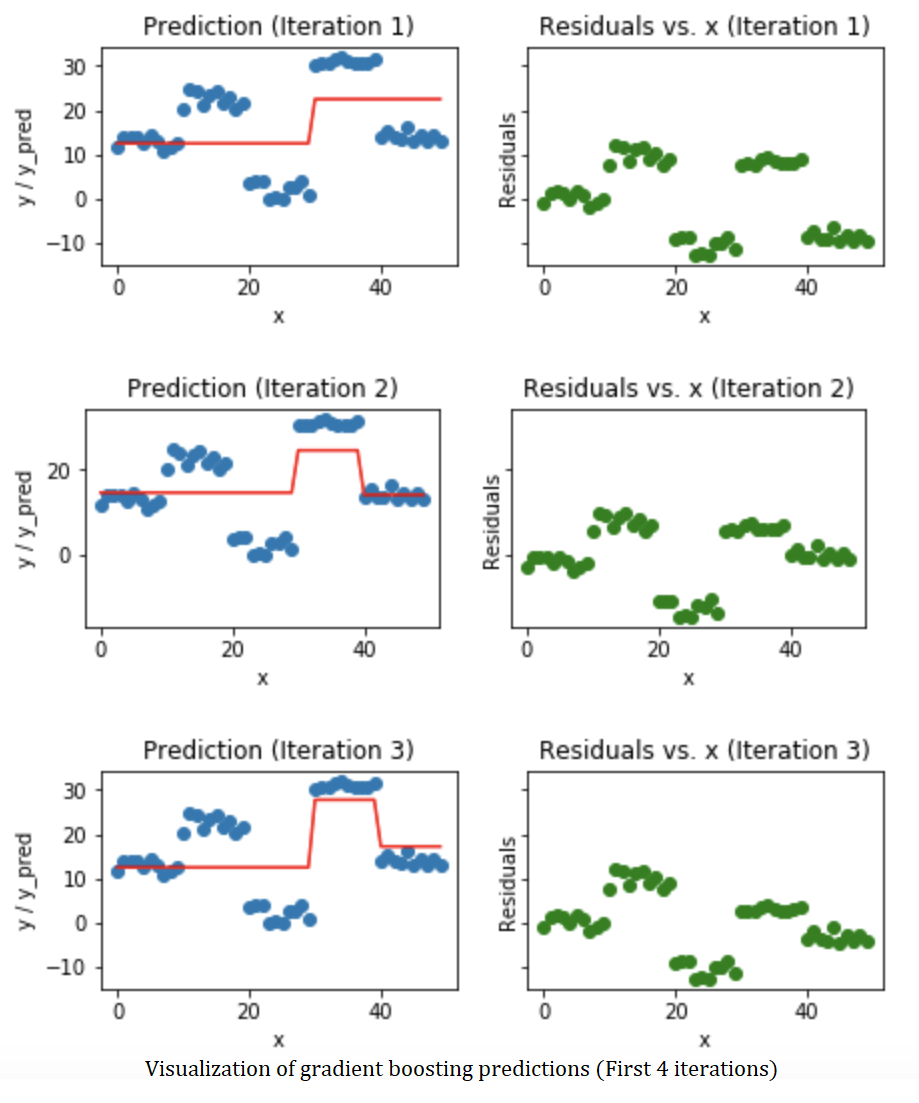 Prediction (Iteration 1)
Residuals vs. x (Iteration 1)
30
20
10
0
−10
y / y_pred
Residuals
0 20 40
0 20 40
x
x
Prediction (Iteration 2)
Residuals vs. x (Iteration 2)
20
0
y / y_pred
Residuals
0 20 40
0 20 40
x
x
Prediction (Iteration 3)
Residuals vs. x (Iteration 3)
30
20
10
0
−10
y / y_pred
Residuals
0 20 40
0 20 40
x
x
Visualization of gradient boosting predictions (First 4 iterations)